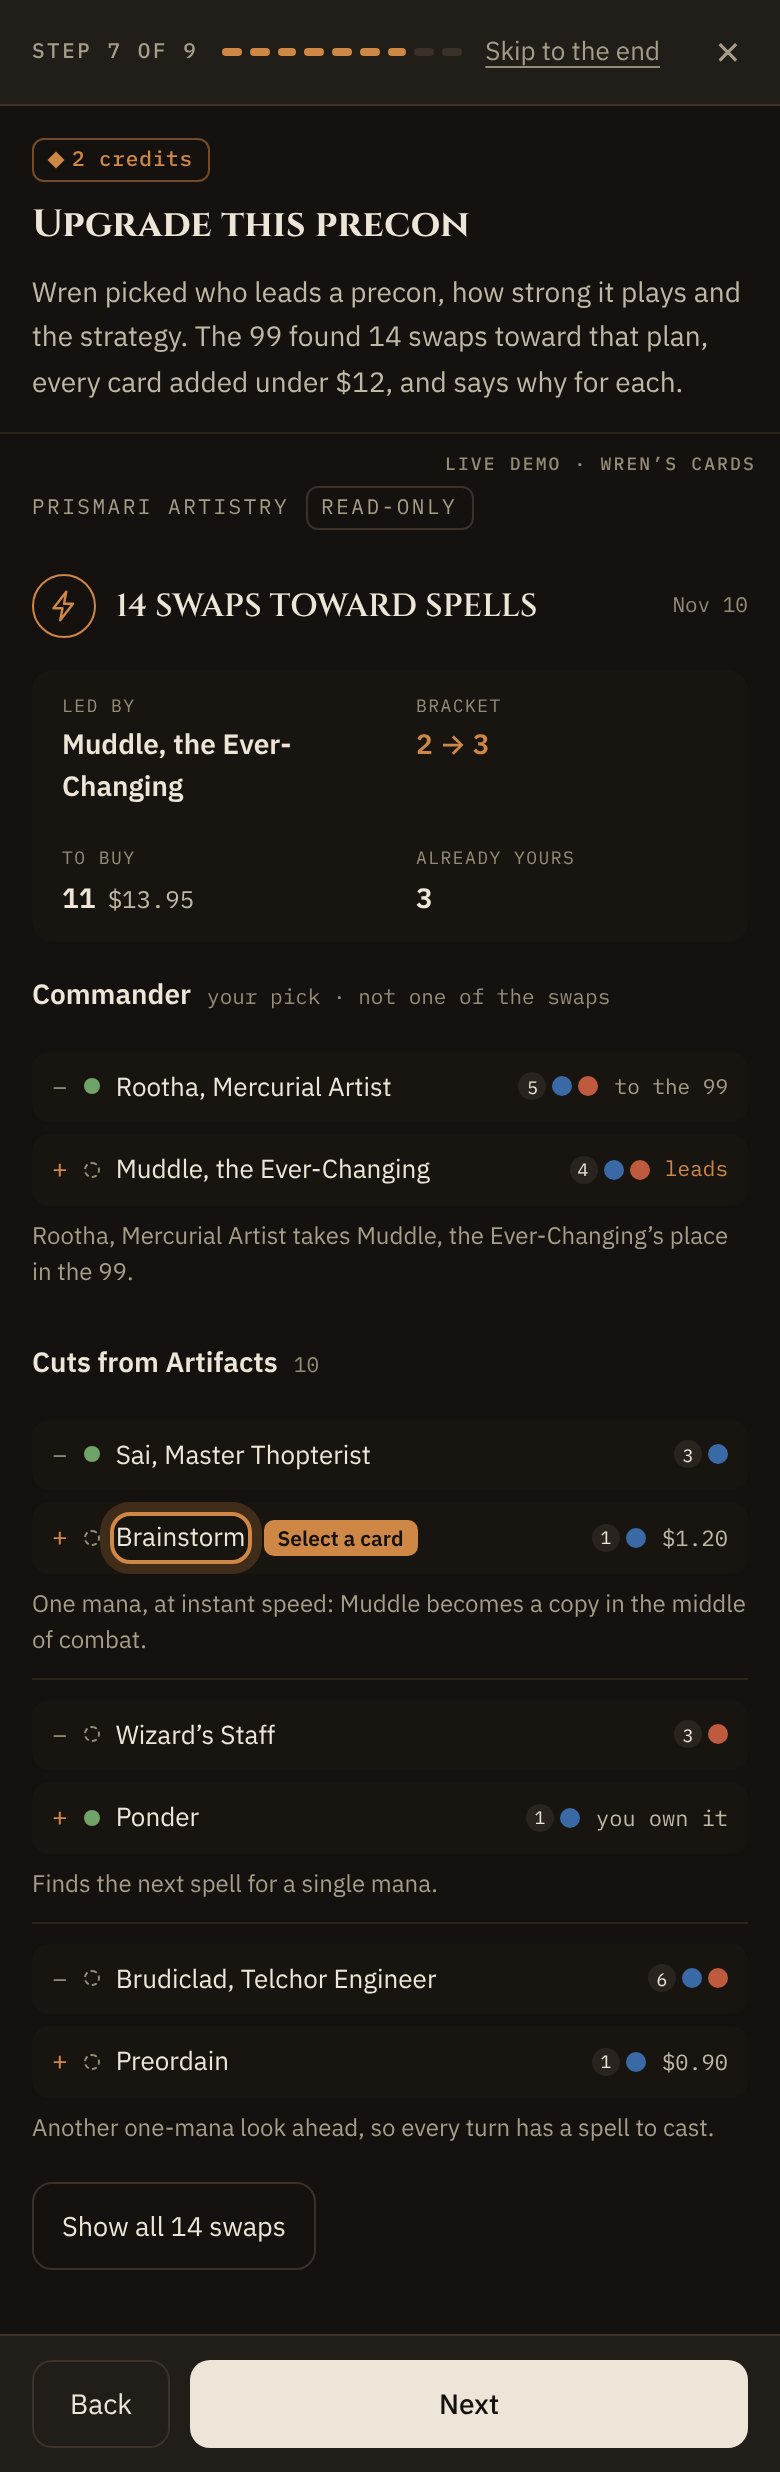 STEP 7 OF 9
Skip to the end
2 credits
Upgrade this precon
Wren picked who leads a precon, how strong it plays and
the strategy. The 99 found 14 swaps toward that plan,
every card added under $12, and says why for each.
LIVE DEMO · WREN’S CARDS
PRISMARI ARTISTRY
READ-ONLY
14 SWAPS TOWARD SPELLS
Nov 10
LED BY
Muddle, the Ever-
Changing
BRACKET
2 → 3
TO BUY
11 $13.95
ALREADY YOURS
3
Commander your pick · not one of the swaps
– Rootha, Mercurial Artist 5 to the 99
+ Muddle, the Ever-Changing 4 leads
Rootha, Mercurial Artist takes Muddle, the Ever-Changing’s place
in the 99.
Cuts from Artifacts 10
– Sai, Master Thopterist 3
+ Brainstorm Select a card 1 $1.20
One mana, at instant speed: Muddle becomes a copy in the middle
of combat.
– Wizard’s Staff 3
+ Ponder 1 you own it
Finds the next spell for a single mana.
– Brudiclad, Telchor Engineer 6
+ Preordain 1 $0.90
Another one-mana look ahead, so every turn has a spell to cast.
Show all 14 swaps
Back
Next